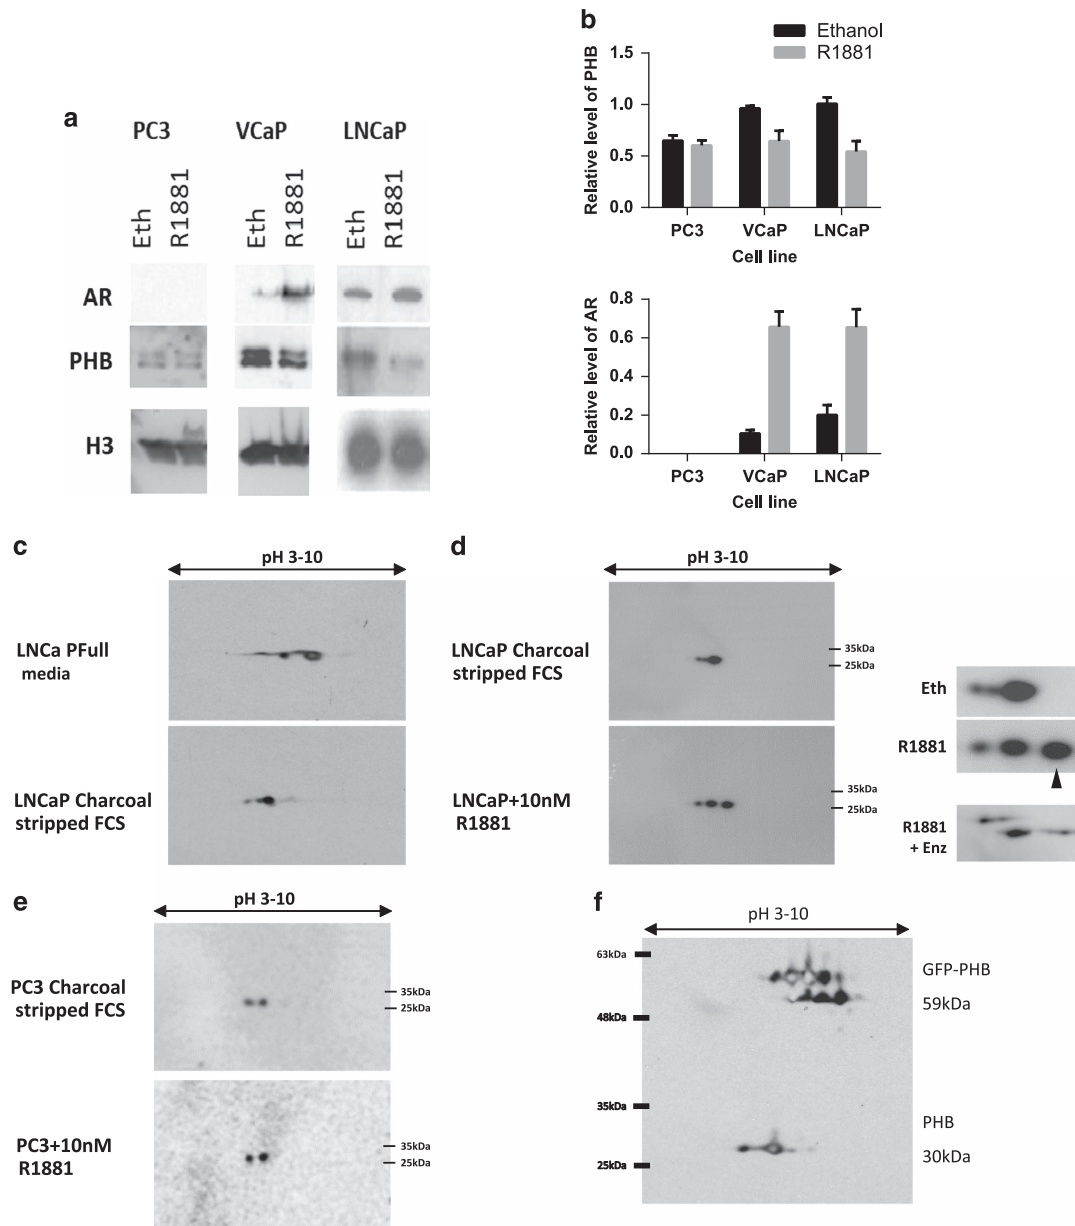 a
PC3
VCaP
LNCaP
Eth
R1881
Eth
R1881
Eth
R1881
AR
PHB
H3
b
Ethanol
R1881
Relative level of PHB
1.5
1.0
0.5
0.0
PC3
VCaP
LNCaP
Cell line
Relative level of AR
0.8
0.6
0.4
0.2
0.0
PC3
VCaP
LNCaP
Cell line
c
pH 3-10
LNCa PFull
media
LNCaP Charcoal
stripped FCS
d
pH 3-10
LNCaP Charcoal
stripped FCS
35kDa
25kDa
LNCaP+10nM
R1881
35kDa
25kDa
Eth
R1881
R1881
+ Enz
e
pH 3-10
PC3 Charcoal
stripped FCS
35kDa
25kDa
PC3+10nM
R1881
35kDa
25kDa
f
pH 3-10
63kDa
48kDa
35kDa
25kDa
GFP-PHB
59kDa
PHB
30kDa